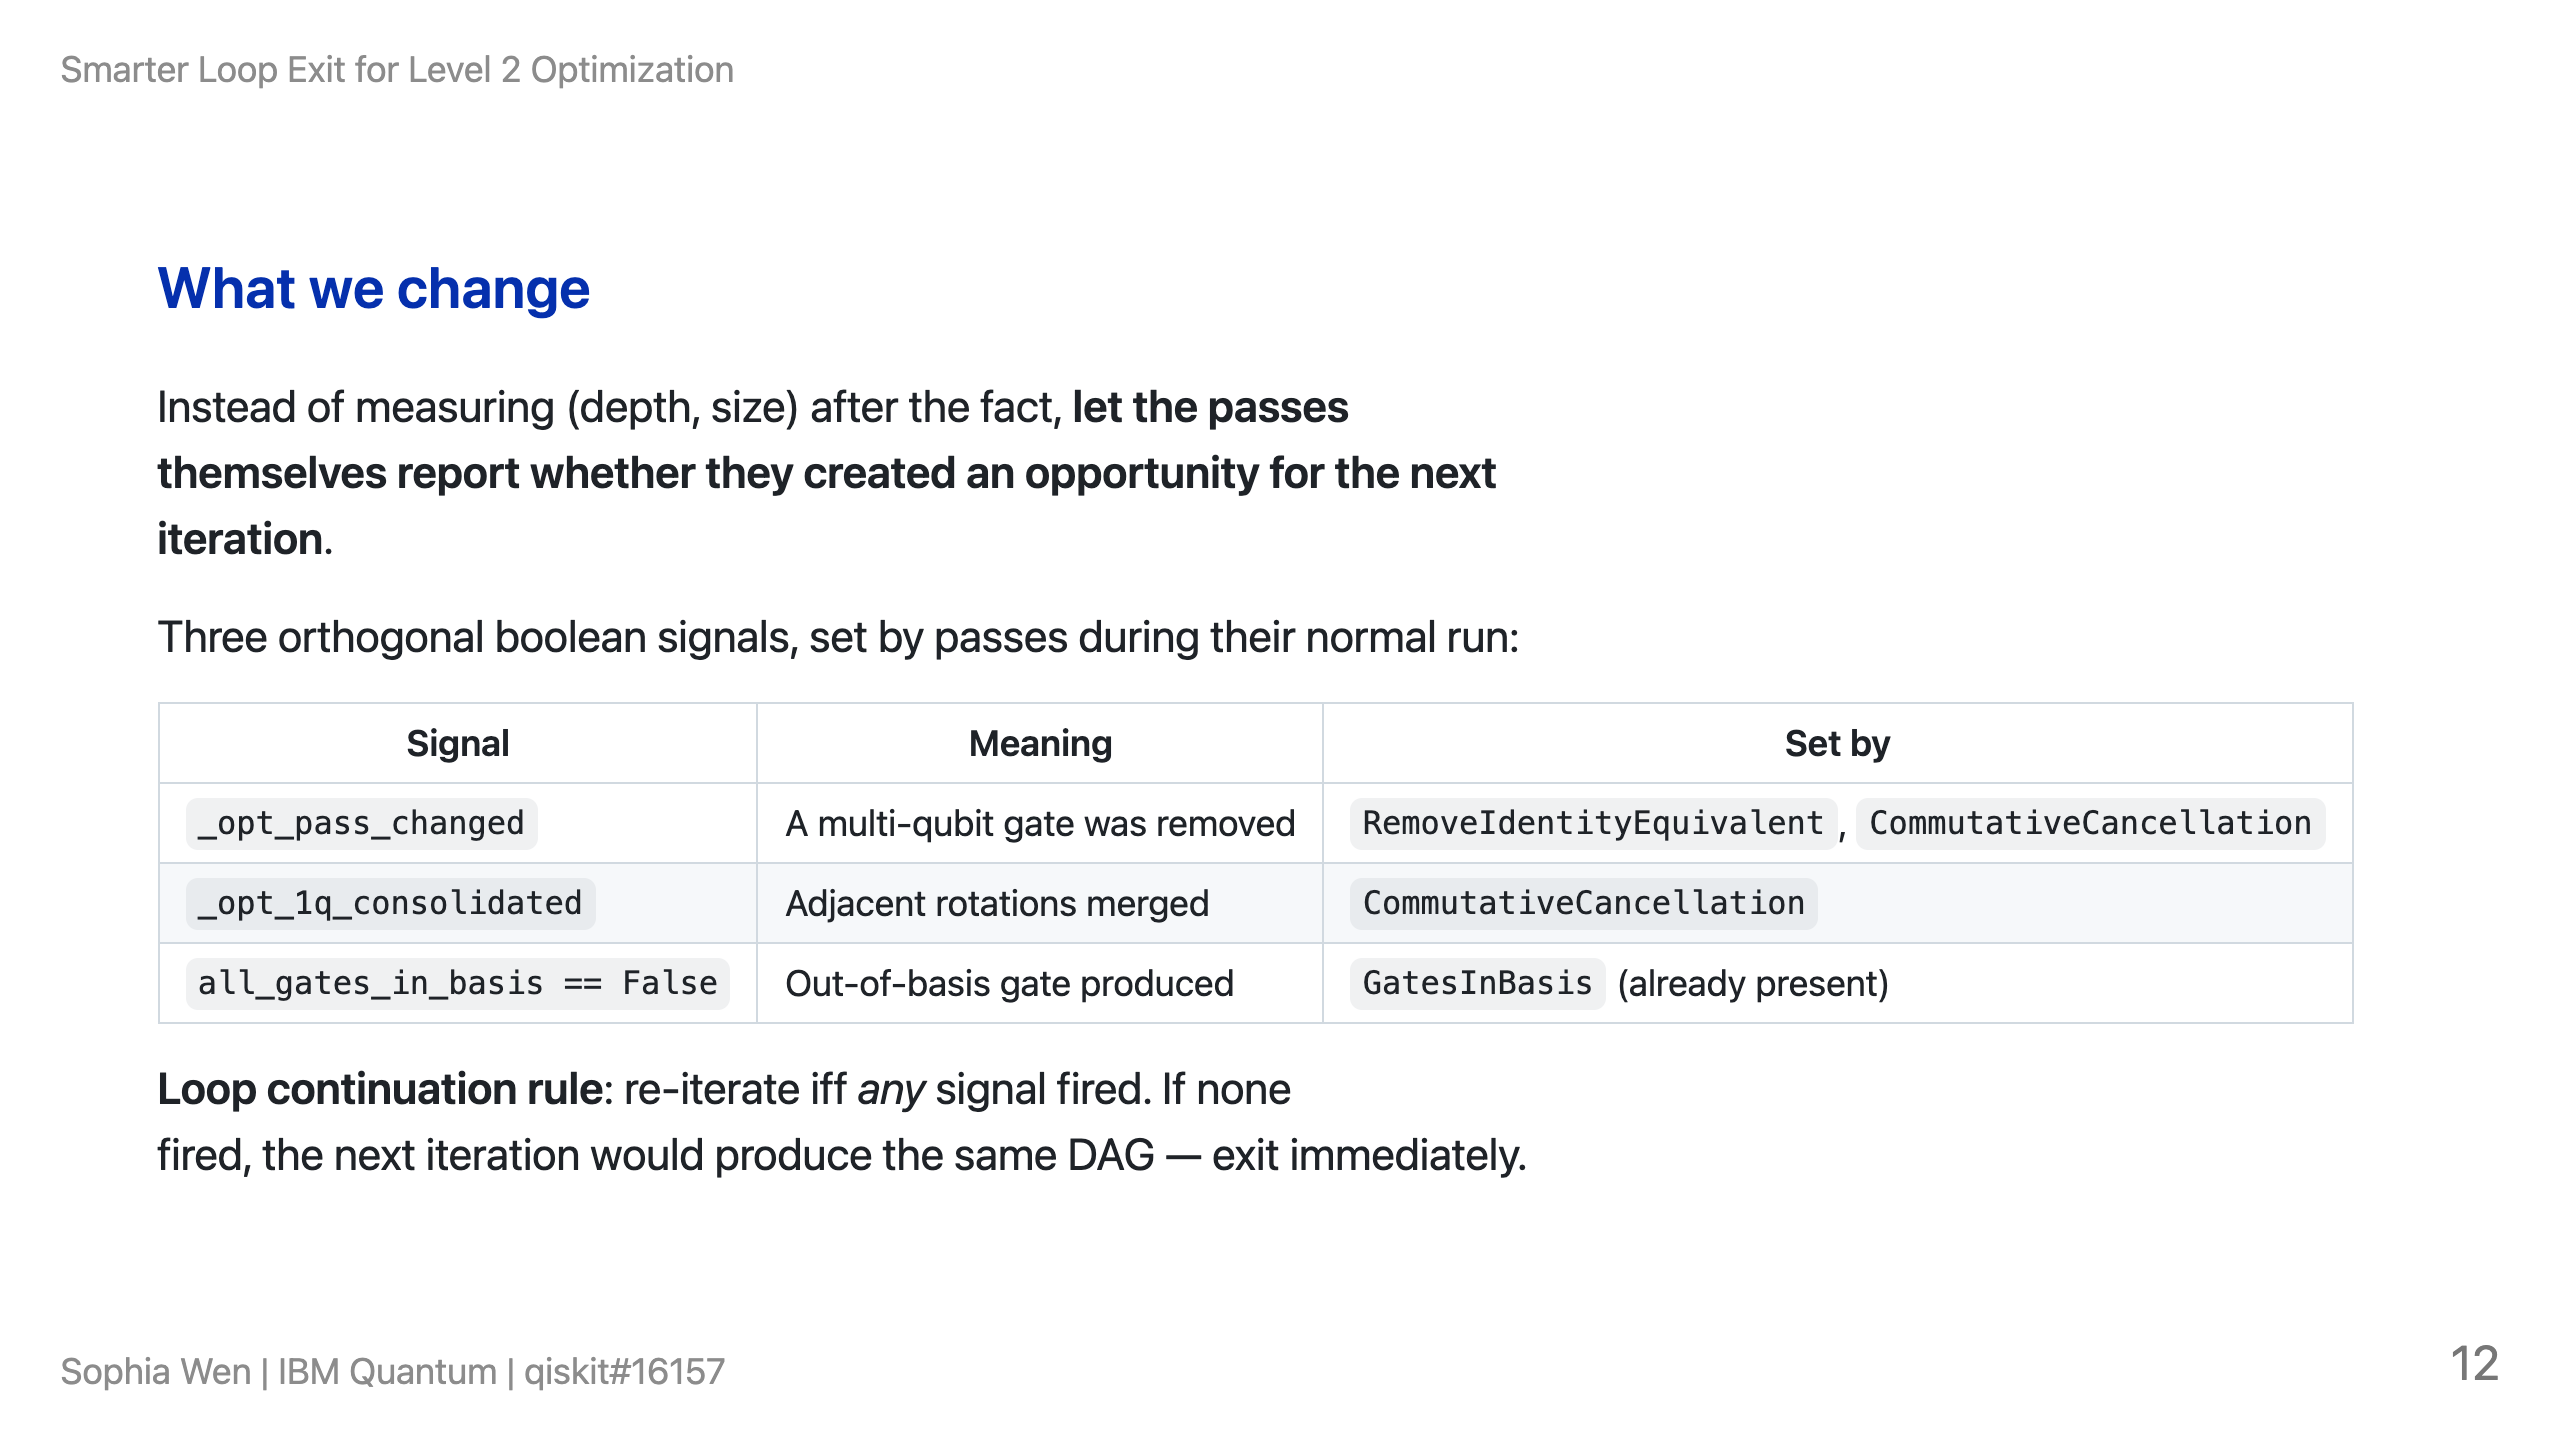 Smarter Loop Exit for Level 2 Optimization
What we change
Instead of measuring (depth, size) after the fact, let the passes
themselves report whether they created an opportunity for the next
iteration.
Three orthogonal boolean signals, set by passes during their normal run:
Signal Meaning Set by
_opt_pass_changed A multi-qubit gate was removed RemoveIdentityEquivalent, CommutativeCancellation
_opt_1q_consolidated Adjacent rotations merged CommutativeCancellation
all_gates_in_basis == False Out-of-basis gate produced GatesInBasis (already present)
Loop continuation rule: re-iterate iff any signal fired. If none
fired, the next iteration would produce the same DAG — exit immediately.
Sophia Wen | IBM Quantum | qiskit#16157
12